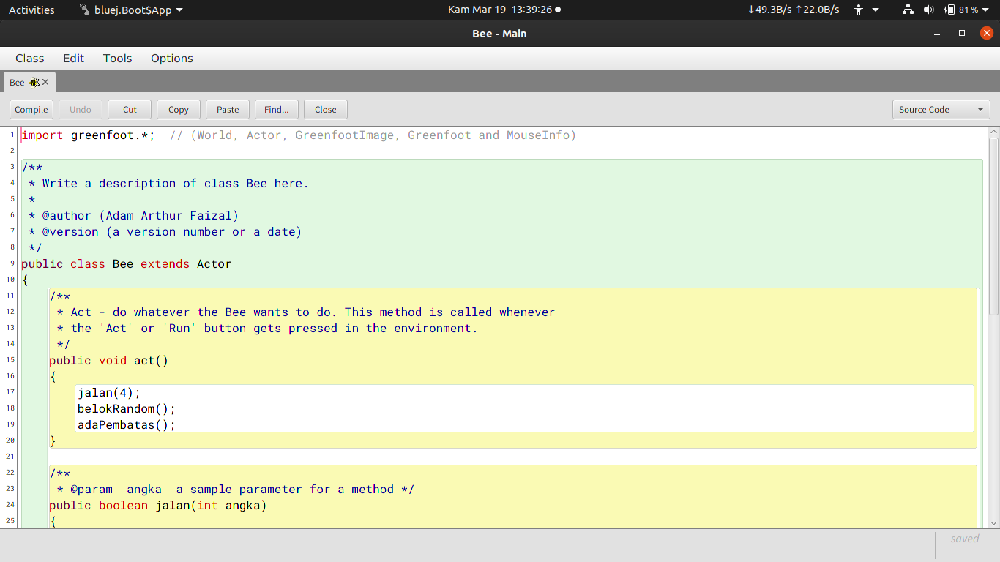 Activities bluej.Boot$App Kam Mar 19 13:39:26 ↓49.3B/s ↑22.0B/s 81%
Bee - Main
Class Edit Tools Options
Bee
Compile Undo Cut Copy Paste Find... Close Source Code
1 import greenfoot.*;  // (World, Actor, GreenfootImage, Greenfoot and MouseInfo)
2
3 /**
4  * Write a description of class Bee here.
5  *
6  * @author (Adam Arthur Faizal)
7  * @version (a version number or a date)
8  */
9 public class Bee extends Actor
10 {
11     /**
12      * Act - do whatever the Bee wants to do. This method is called whenever
13      * the 'Act' or 'Run' button gets pressed in the environment.
14      */
15     public void act()
16     {
17         jalan(4);
18         belokRandom();
19         adaPembatas();
20     }
21
22     /**
23      * @param  angka  a sample parameter for a method */
24     public boolean jalan(int angka)
25     {
saved